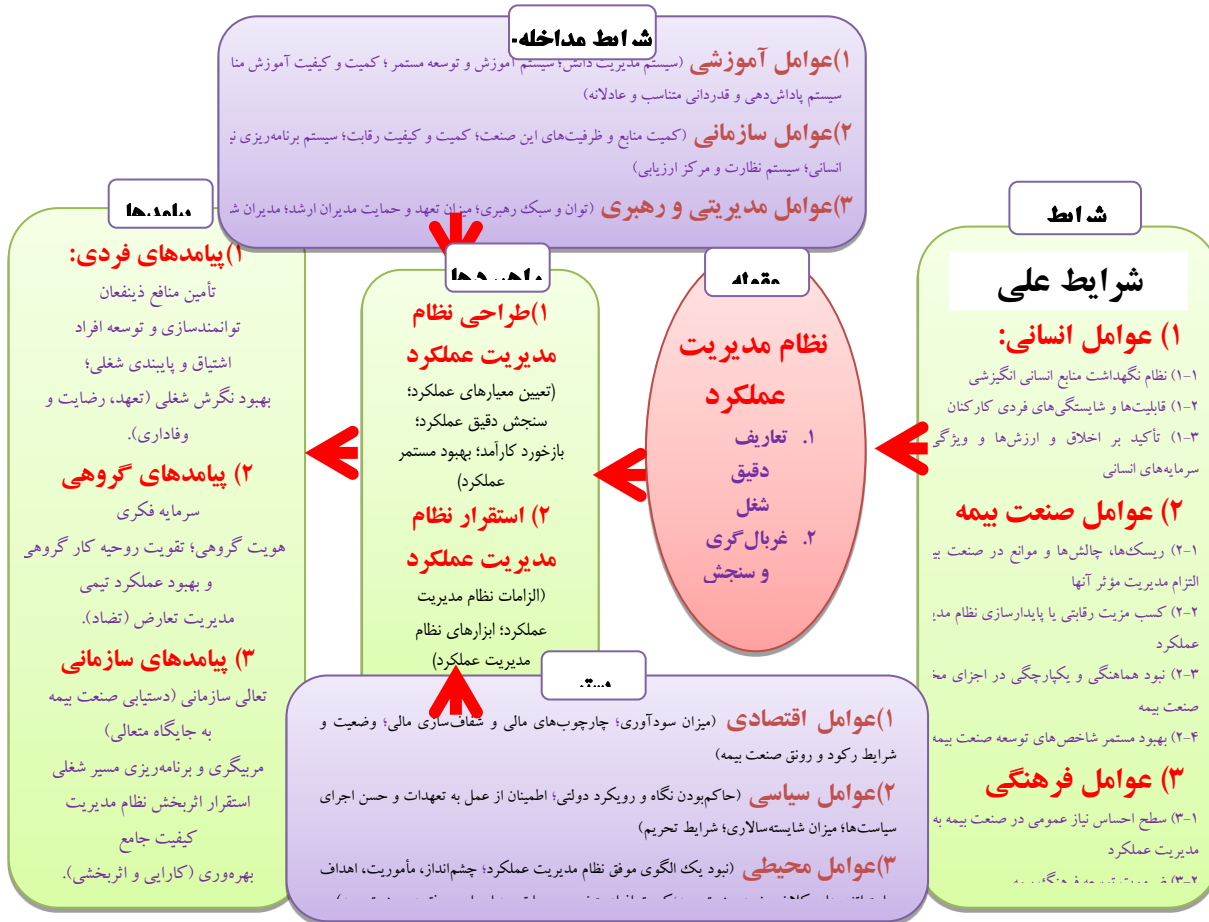 شرایط مداخله-
۱)عوامل آموزشی (سیستم مدیریت دانش؛ سیستم آموزش و توسعه مستمر ؛ کمیت و کیفیت آموزش
سیستم پاداش‌دهی و قدردانی متناسب و عادلانه)
۲)عوامل سازمانی (کمیت منابع و ظرفیت‌های این صنعت؛ کمیت و کیفیت رقابت؛ سیستم برنامه‌ریزی
انسانی؛ سیستم نظارت و مرکز ارزیابی)
۳)عوامل مدیریتی و رهبری (توان و سبک رهبری؛ میزان تعهد و حمایت مدیران ارشد؛ مدیران
شرایط
شرایط علی
۱) عوامل انسانی:
۱-۱) نظام نگهداشت منابع انسانی انگیزشی
۱-۲) قابلیت‌ها و شایستگی‌های فردی کارکنان
۱-۳) تأکید بر اخلاق و ارزش‌ها و
سرمایه‌های انسانی
۲) عوامل صنعت بیمه
۲-۱) ریسک‌ها، چالش‌ها و موانع در صنعت
التزام مدیریت مؤثر آنها
۲-۲) کسب مزیت رقابتی یا پایدارسازی نظام
عملکرد
۲-۳) نبود هماهنگی و یکپارچگی در اجزای
صنعت بیمه
۲-۴) بهبود مستمر شاخص‌های توسعه صنعت بیمه
۳) عوامل فرهنگی
۳-۱) سطح احساس نیاز عمومی در صنعت بیمه به
مدیریت عملکرد
۳-۲)
مقوله
نظام مدیریت
عملکرد
۱. تعاریف
دقیق
شغل
۲. غربال‌گری
و سنجش
راهبردها
۱)طراحی نظام
مدیریت عملکرد
(تعیین معیارهای عملکرد؛
سنجش دقیق عملکرد؛
بازخورد کارآمد؛ بهبود مستمر
عملکرد)
۲) استقرار نظام
مدیریت عملکرد
(الزامات نظام مدیریت
عملکرد؛ ابزارهای نظام
مدیریت عملکرد)
پیامدها
۱)پیامدهای فردی:
تأمین منافع ذینفعان
توانمندسازی و توسعه افراد
اشتیاق و پایبندی شغلی؛
بهبود نگرش شغلی (تعهد، رضایت و
وفاداری).
۲) پیامدهای گروهی
سرمایه فکری
هویت گروهی؛ تقویت روحیه کار گروهی
و بهبود عملکرد تیمی
مدیریت تعارض (تضاد).
۳) پیامدهای سازمانی
تعالی سازمانی (دستیابی صنعت بیمه
به جایگاه متعالی)
مربیگری و برنامه‌ریزی مسیر شغلی
استقرار اثربخش نظام مدیریت
کیفیت جامع
بهره‌وری (کارایی و اثربخشی).
بستر
۱)عوامل اقتصادی (میزان سودآوری؛ چارچوب‌های مالی و شفاف‌سازی مالی؛ وضعیت و
شرایط رکود و رونق صنعت بیمه)
۲)عوامل سیاسی (حاکم‌بودن نگاه و رویکرد دولتی؛ اطمینان از عمل به تعهدات و حسن اجرای
سیاست‌ها؛ میزان شایسته‌سالاری؛ شرایط تحریم)
۳)عوامل محیطی (نبود یک الگوی موفق نظام مدیریت عملکرد؛ چشم‌انداز، مأموریت، اهداف